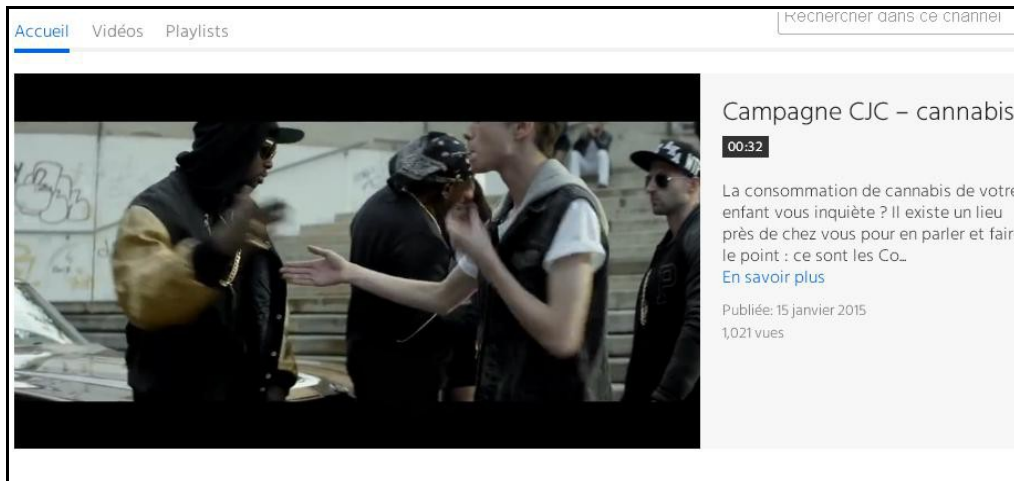 Accueil Vidéos Playlists
Rechercher dans ce channel
Campagne CJC – cannabis
00:32
La consommation de cannabis de votre
enfant vous inquiète ? Il existe un lieu
près de chez vous pour en parler et fair
le point : ce sont les Co...
En savoir plus
Publiée: 15 janvier 2015
1,021 vues